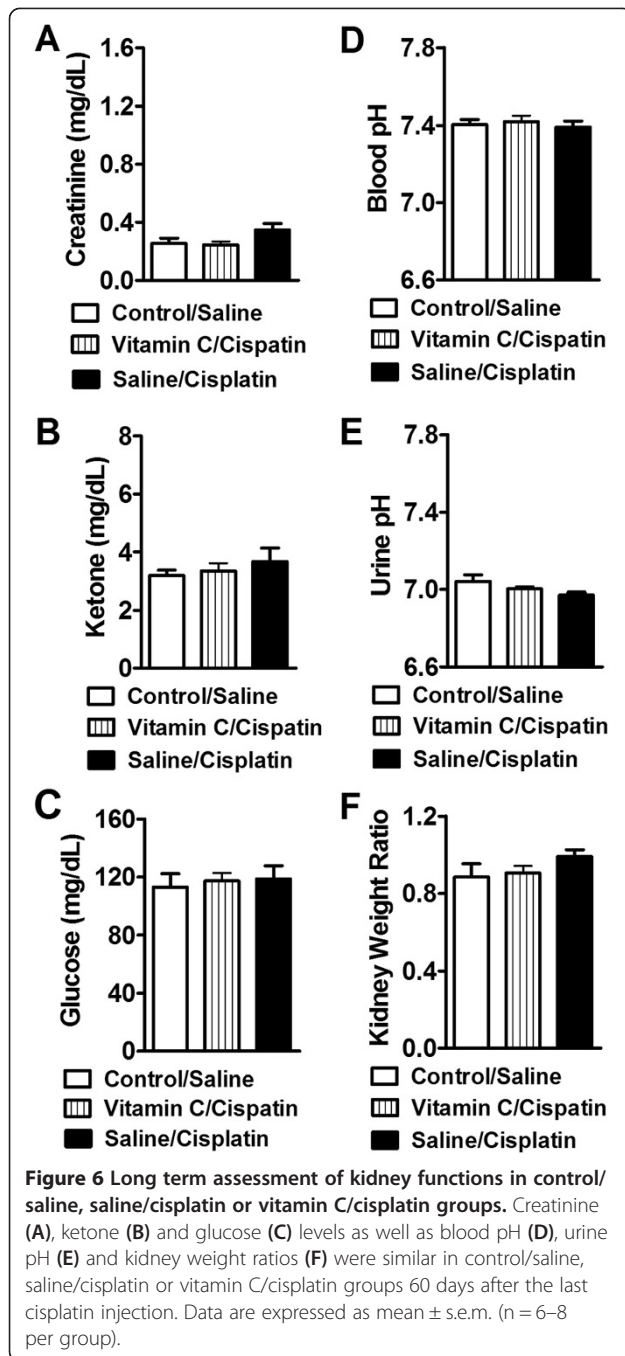 A
Creatinine (mg/dL)
1.6
1.2
0.8
0.4
0.0
Control/Saline
Vitamin C/Cispatin
Saline/Cisplatin
B
Ketone (mg/dL)
8
6
4
2
0
Control/Saline
Vitamin C/Cispatin
Saline/Cisplatin
C
Glucose (mg/dL)
160
120
80
40
0
Control/Saline
Vitamin C/Cispatin
Saline/Cisplatin
D
Blood pH
7.8
7.4
7.0
6.6
Control/Saline
Vitamin C/Cispatin
Saline/Cisplatin
E
Urine pH
7.8
7.4
7.0
6.6
Control/Saline
Vitamin C/Cispatin
Saline/Cisplatin
F
Kidney Weight Ratio
1.2
0.8
0.4
0.0
Control/Saline
Vitamin C/Cispatin
Saline/Cisplatin
Figure 6 Long term assessment of kidney functions in control/
saline, saline/cisplatin or vitamin C/cisplatin groups. Creatinine
(A), ketone (B) and glucose (C) levels as well as blood pH (D), urine
pH (E) and kidney weight ratios (F) were similar in control/saline,
saline/cisplatin or vitamin C/cisplatin groups 60 days after the last
cisplatin injection. Data are expressed as mean ± s.e.m. (n = 6–8
per group).